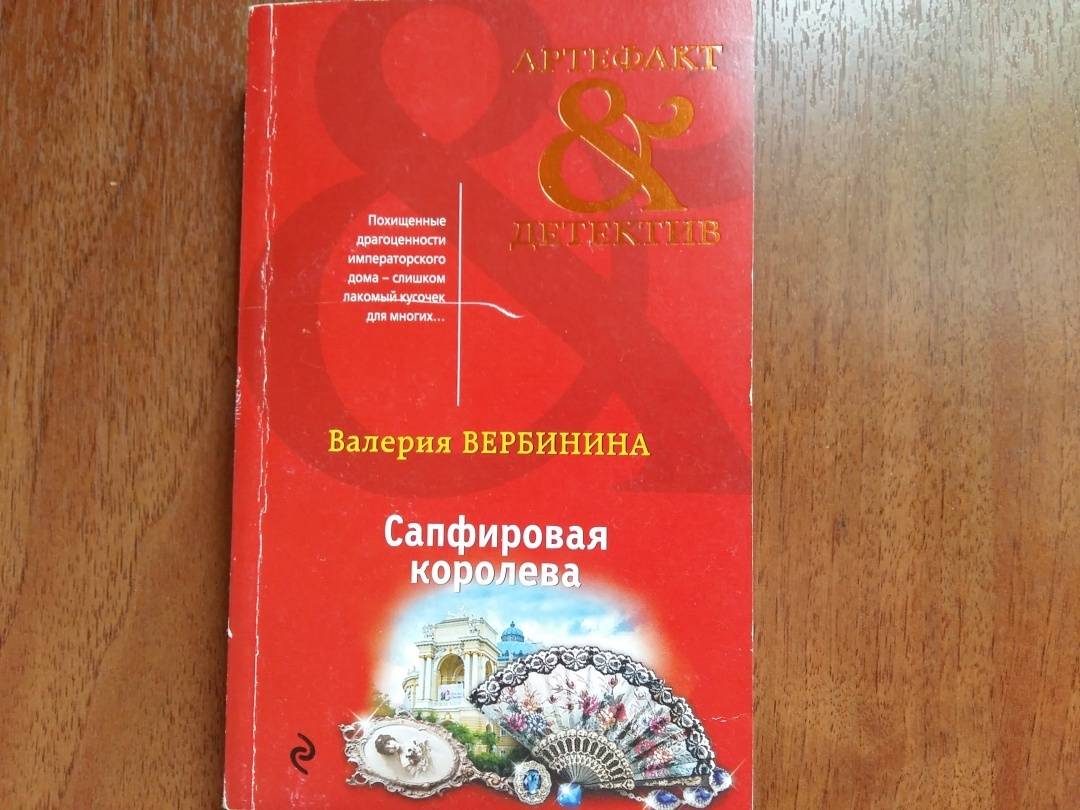 АРТЕФАКТ
&
ДЕТЕКТИВ
Похищенные
драгоценности
императорского
дома – слишком
лакомый кусочек
для многих...
Валерия ВЕРБИНИНА
Сапфировая
королева